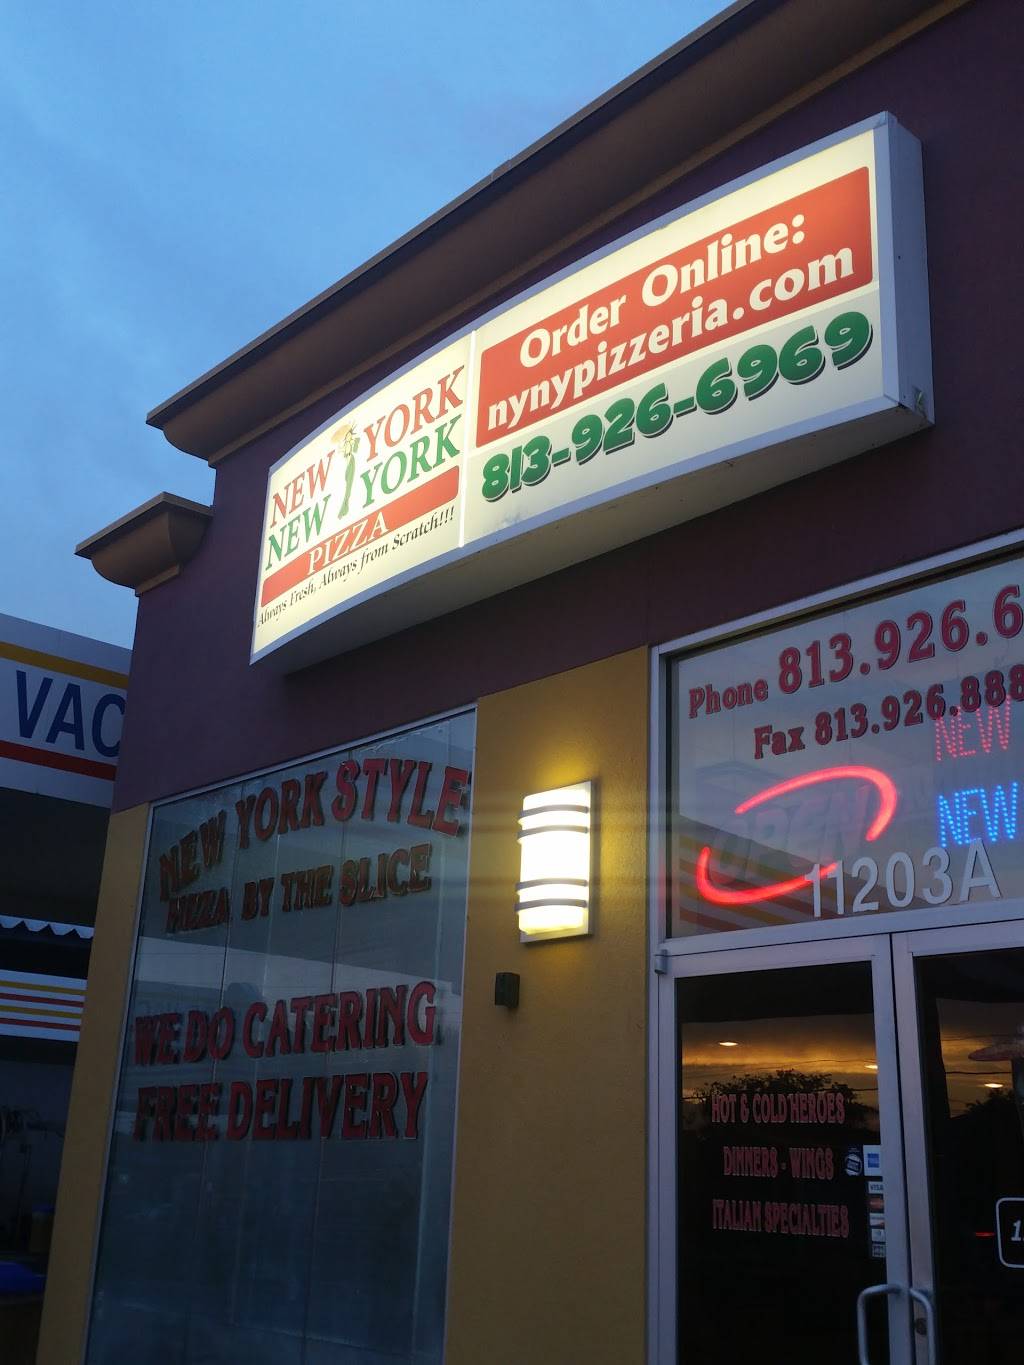 NEW YORK
NEW YORK
PIZZA
Always Fresh, Always from Scratch!!!
Order Online:
nynypizzeria.com
813-926-6969
VAC
Phone 813.926.6
Fax 813.926.888
NEW
NEW
OPEN
11203A
NEW YORK STYLE
PIZZA BY THE SLICE
WE DO CATERING
FREE DELIVERY
HOT & COLD HEROES
DINNERS - WINGS
ITALIAN SPECIALTIES
VISA